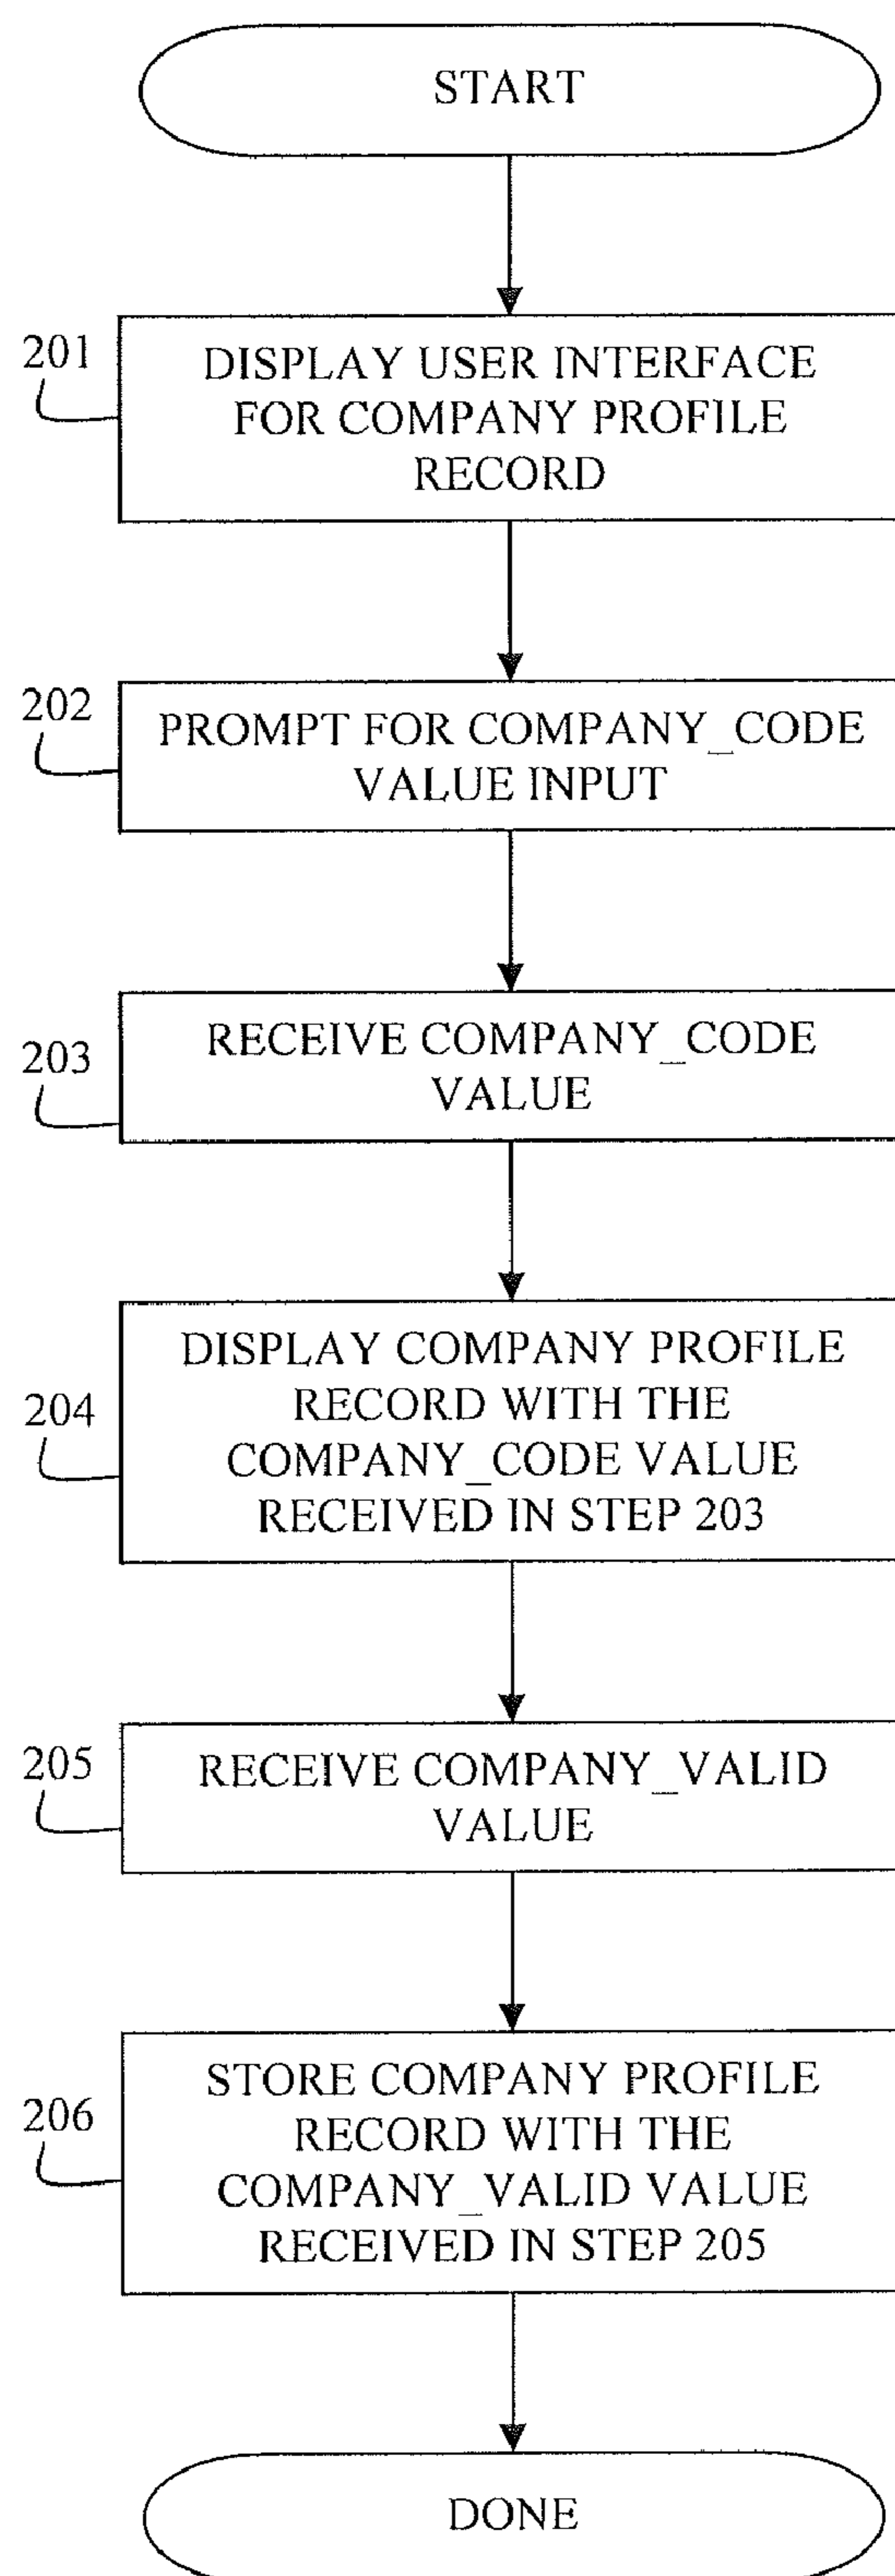 START
201
DISPLAY USER INTERFACE
FOR COMPANY PROFILE
RECORD
202
PROMPT FOR COMPANY_CODE
VALUE INPUT
203
RECEIVE COMPANY_CODE
VALUE
204
DISPLAY COMPANY PROFILE
RECORD WITH THE
COMPANY_CODE VALUE
RECEIVED IN STEP 203
205
RECEIVE COMPANY_VALID
VALUE
206
STORE COMPANY PROFILE
RECORD WITH THE
COMPANY_VALID VALUE
RECEIVED IN STEP 205
DONE